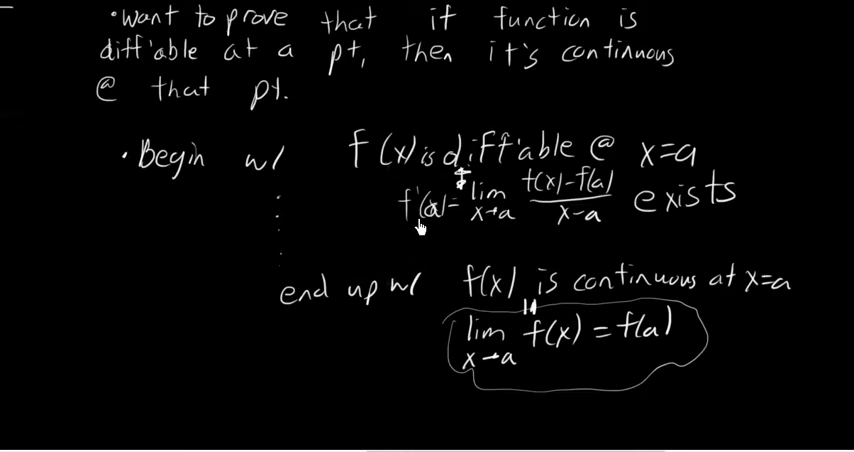 • Want to prove that if function is
diff'able at a pt, then it's continuous
@ that pt.
• Begin w/ f(x) is diff'able @ x=a
f'(a)= lim x→a f(x)-f(a) / x-a exists
end up w/ f(x) is continuous at x=a
lim x→a f(x) = f(a)